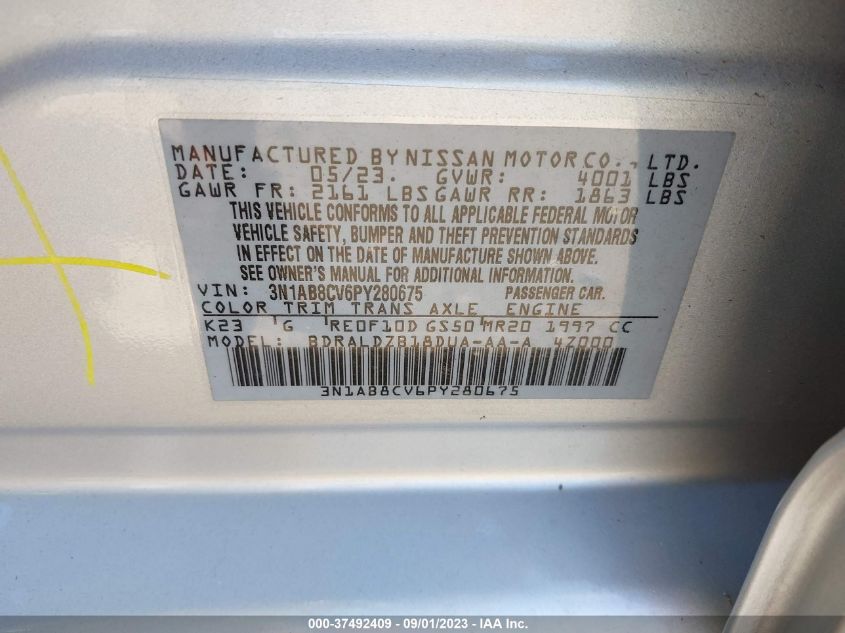 MANUFACTURED BY NISSAN MOTOR CO., LTD.
DATE: 05/23. GVWR: 4001 LBS
GAWR FR: 2161 LBS GAWR RR: 1863 LBS
THIS VEHICLE CONFORMS TO ALL APPLICABLE FEDERAL MOTOR
VEHICLE SAFETY, BUMPER AND THEFT PREVENTION STANDARDS
IN EFFECT ON THE DATE OF MANUFACTURE SHOWN ABOVE.
SEE OWNER'S MANUAL FOR ADDITIONAL INFORMATION.
VIN: 3N1AB8CV6PY280675 PASSENGER CAR.
COLOR TRIM TRANS AXLE ENGINE
K23 G RE0F10D GS50 MR20 1997 CC
MODEL: BDRALDZB18DUA-AA-A 4Z000
3N1AB8CV6PY280675
000-37492409 - 09/01/2023 - IAA Inc.